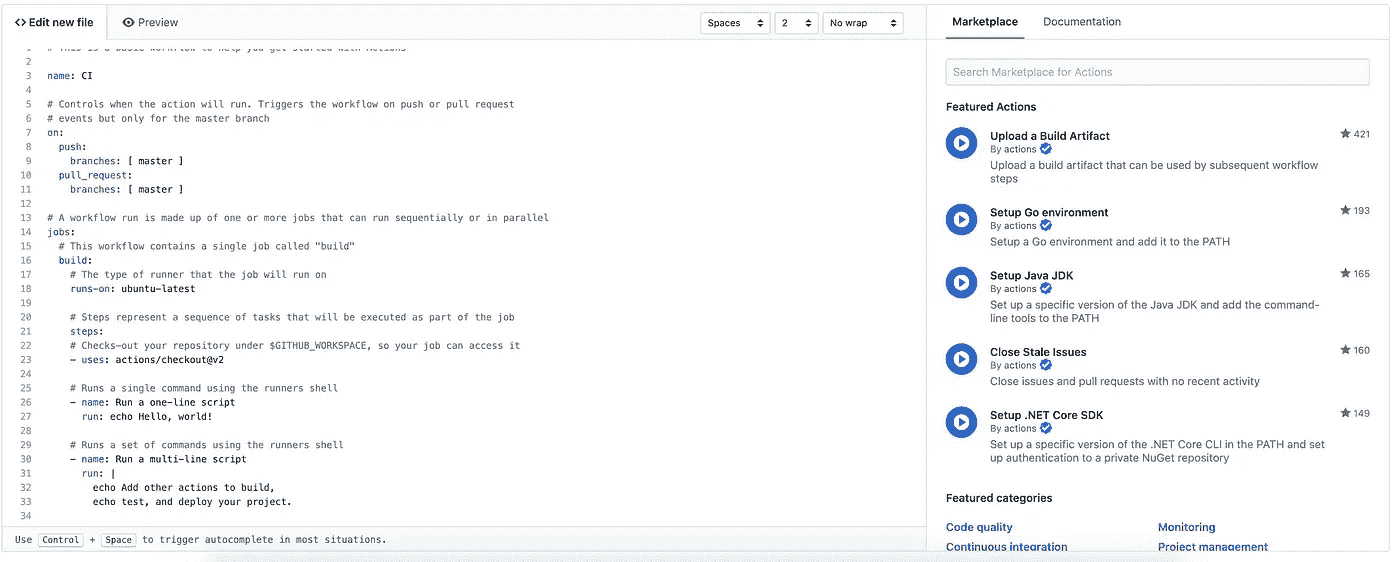 Edit new file
Preview
Spaces
2
No wrap
1 # This is a basic workflow to help you get started with Actions
2
3 name: CI
4
5 # Controls when the action will run. Triggers the workflow on push or pull request
6 # events but only for the master branch
7 on:
8 push:
9 branches: [ master ]
10 pull_request:
11 branches: [ master ]
12
13 # A workflow run is made up of one or more jobs that can run sequentially or in parallel
14 jobs:
15 # This workflow contains a single job called "build"
16 build:
17 # The type of runner that the job will run on
18 runs-on: ubuntu-latest
19
20 # Steps represent a sequence of tasks that will be executed as part of the job
21 steps:
22 # Checks-out your repository under $GITHUB_WORKSPACE, so your job can access it
23 - uses: actions/checkout@v2
24
25 # Runs a single command using the runners shell
26 - name: Run a one-line script
27 run: echo Hello, world!
28
29 # Runs a set of commands using the runners shell
30 - name: Run a multi-line script
31 run: |
32 echo Add other actions to build,
33 echo test, and deploy your project.
34
Use Control + Space to trigger autocomplete in most situations.
Marketplace
Documentation
Search Marketplace for Actions
Featured Actions
Upload a Build Artifact
421
By actions
Upload a build artifact that can be used by subsequent workflow
steps
Setup Go environment
193
By actions
Setup a Go environment and add it to the PATH
Setup Java JDK
165
By actions
Set up a specific version of the Java JDK and add the command-
line tools to the PATH
Close Stale Issues
160
By actions
Close issues and pull requests with no recent activity
Setup .NET Core SDK
149
By actions
Set up a specific version of the .NET Core CLI in the PATH and set
up authentication to a private NuGet repository
Featured categories
Code quality
Monitoring
Continuous integration
Project management